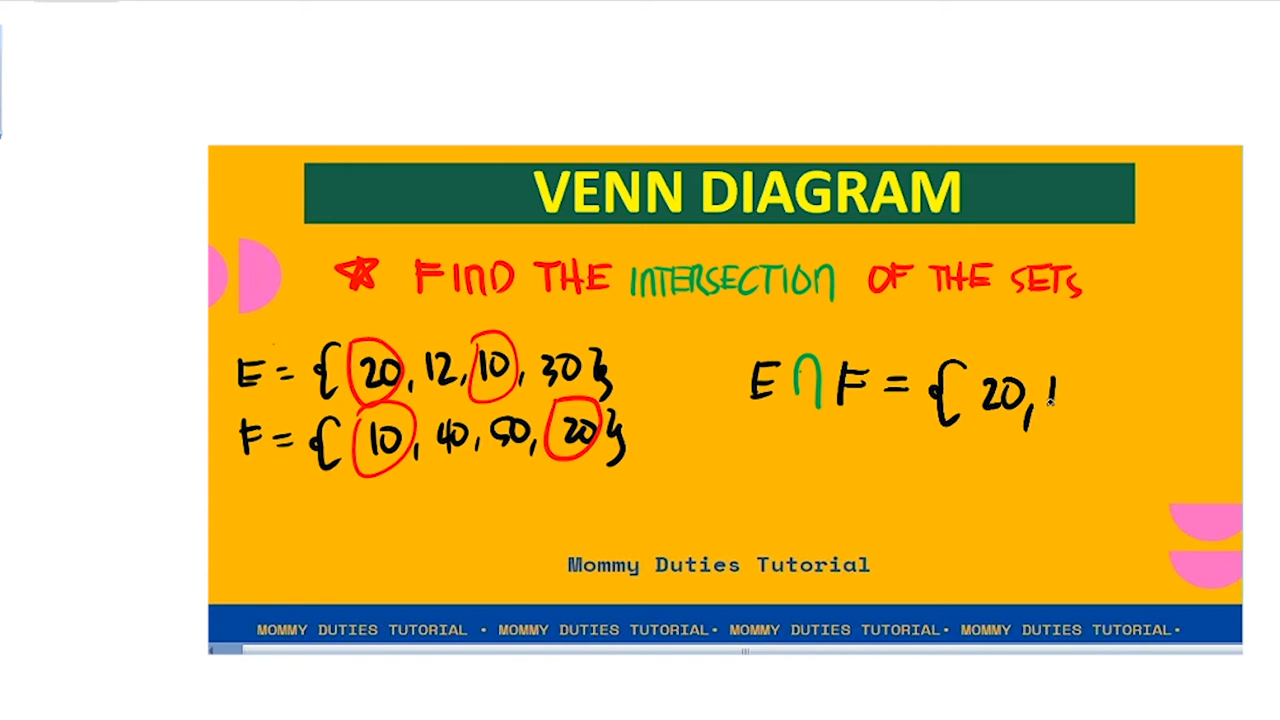 VENN DIAGRAM
FIND THE INTERSECTION OF THE SETS
E = { 20, 12, 10, 30 }
F = { 10, 40, 50, 20 }
E ∩ F = { 20, 1
Mommy Duties Tutorial
MOMMY DUTIES TUTORIAL • MOMMY DUTIES TUTORIAL• MOMMY DUTIES TUTORIAL• MOMMY DUTIES TUTORIAL•